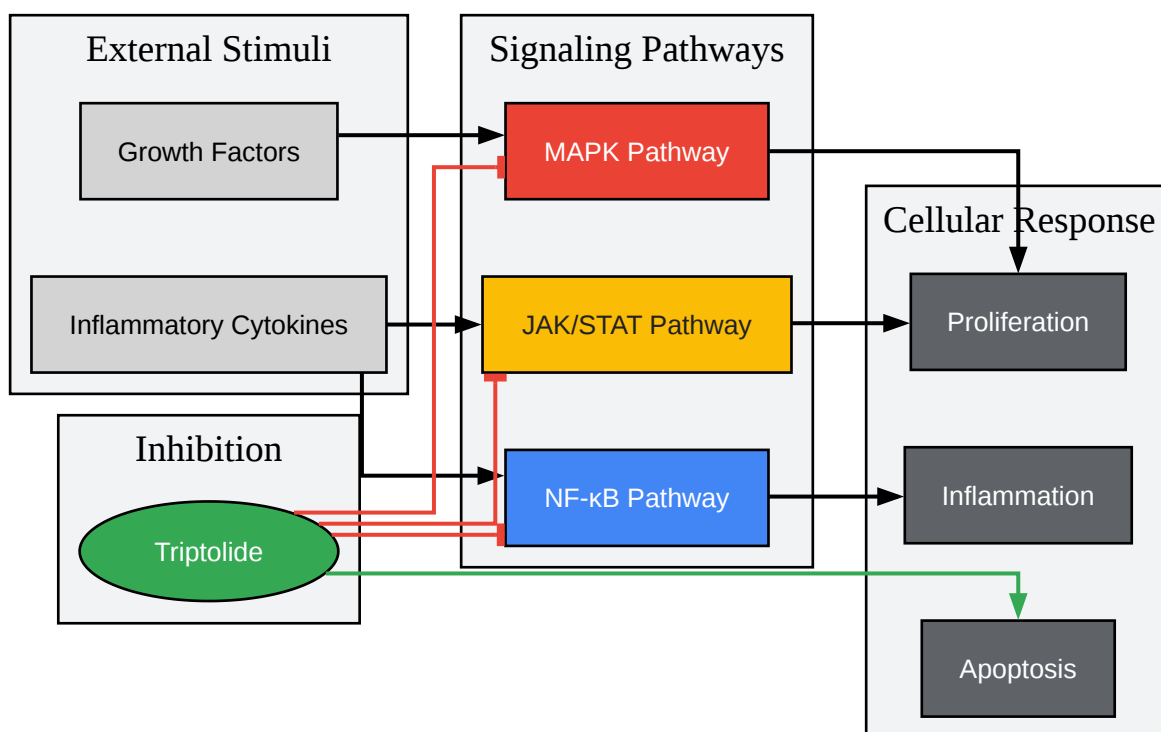 External Stimuli
Growth Factors
Inflammatory Cytokines
Inhibition
Triptolide
Signaling Pathways
MAPK Pathway
JAK/STAT Pathway
NF-κB Pathway
Cellular Response
Proliferation
Inflammation
Apoptosis